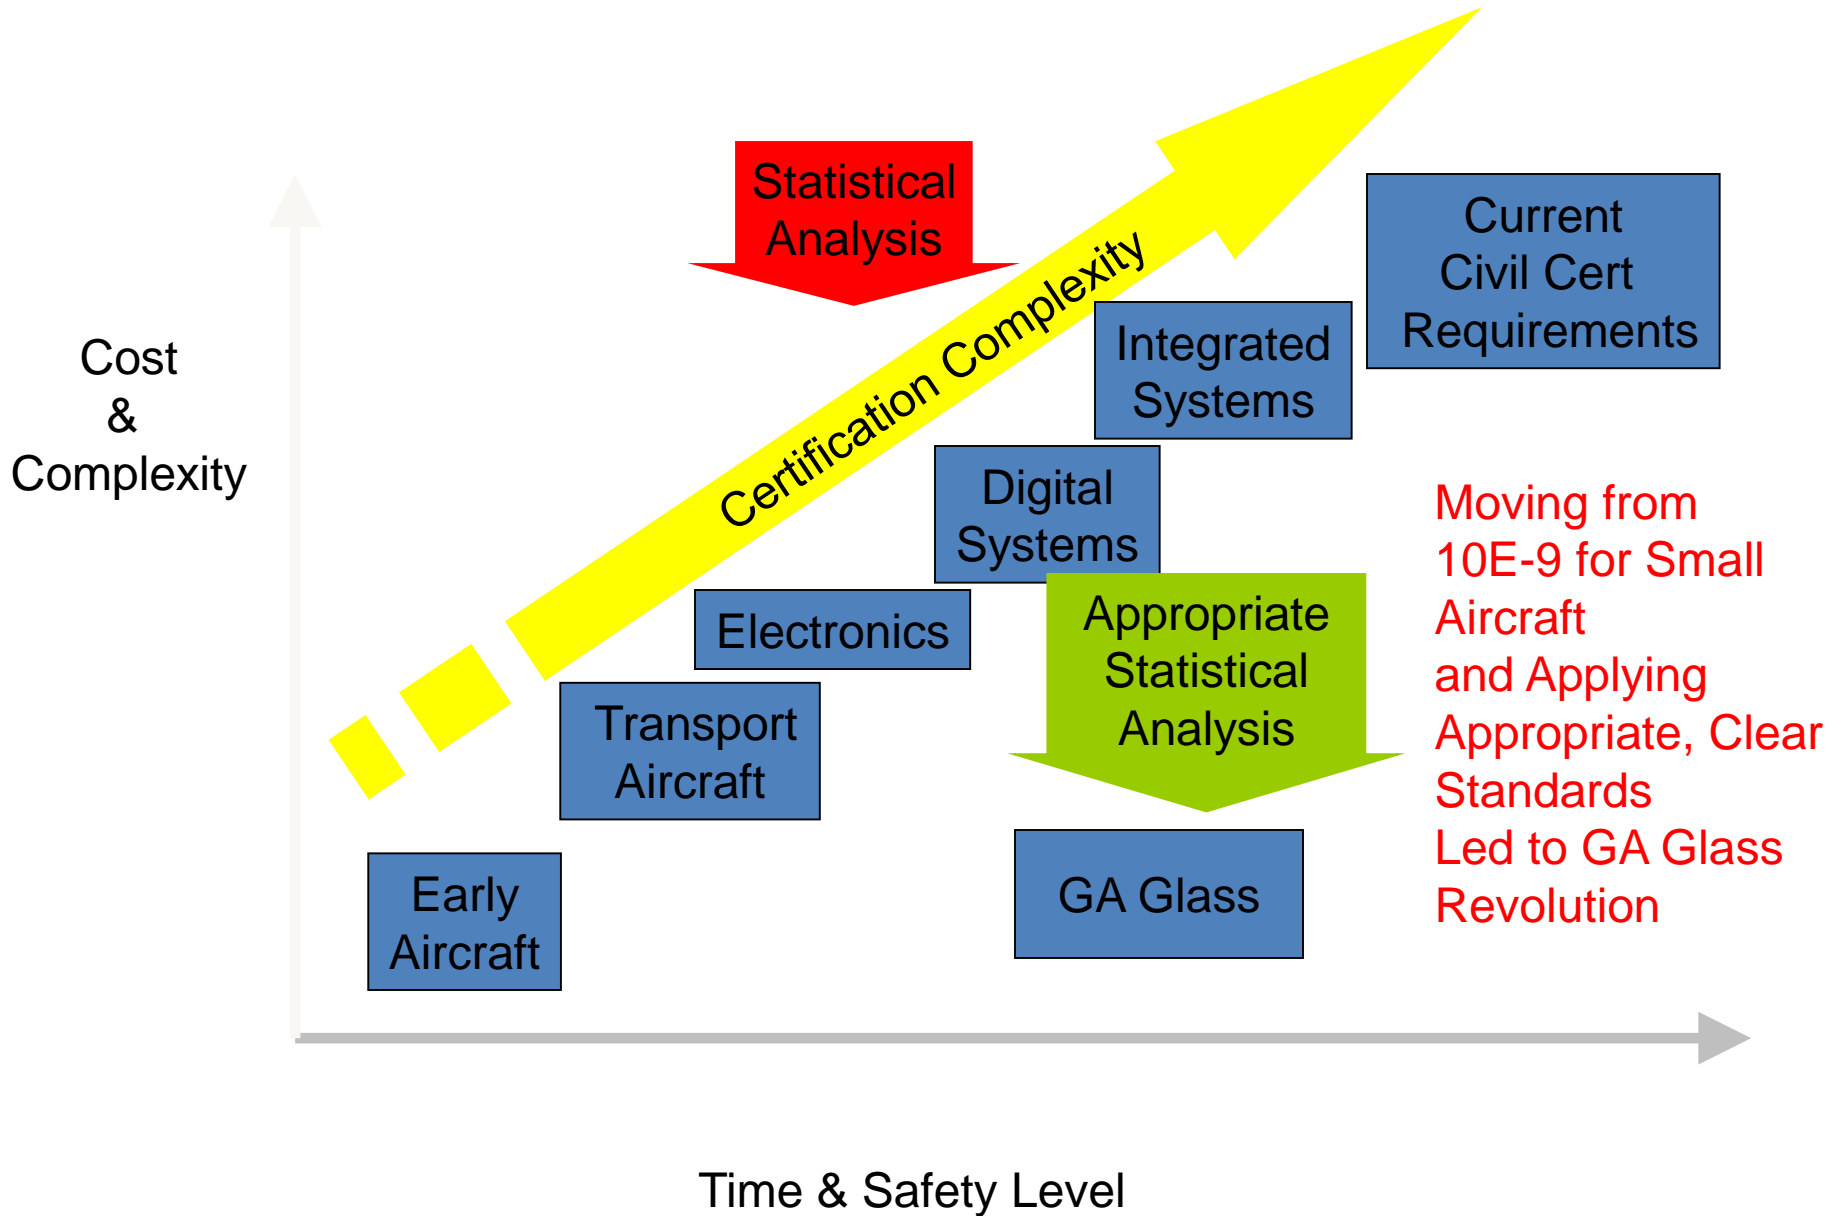 Statistical
Analysis
Certification Complexity
Current
Civil Cert
Requirements
Cost
&
Complexity
Integrated
Systems
Digital
Systems
Moving from
10E-9 for Small
Aircraft
and Applying
Appropriate, Clear
Standards
Led to GA Glass
Revolution
Electronics
Appropriate
Statistical
Analysis
Transport
Aircraft
Early
Aircraft
GA Glass
Time & Safety Level